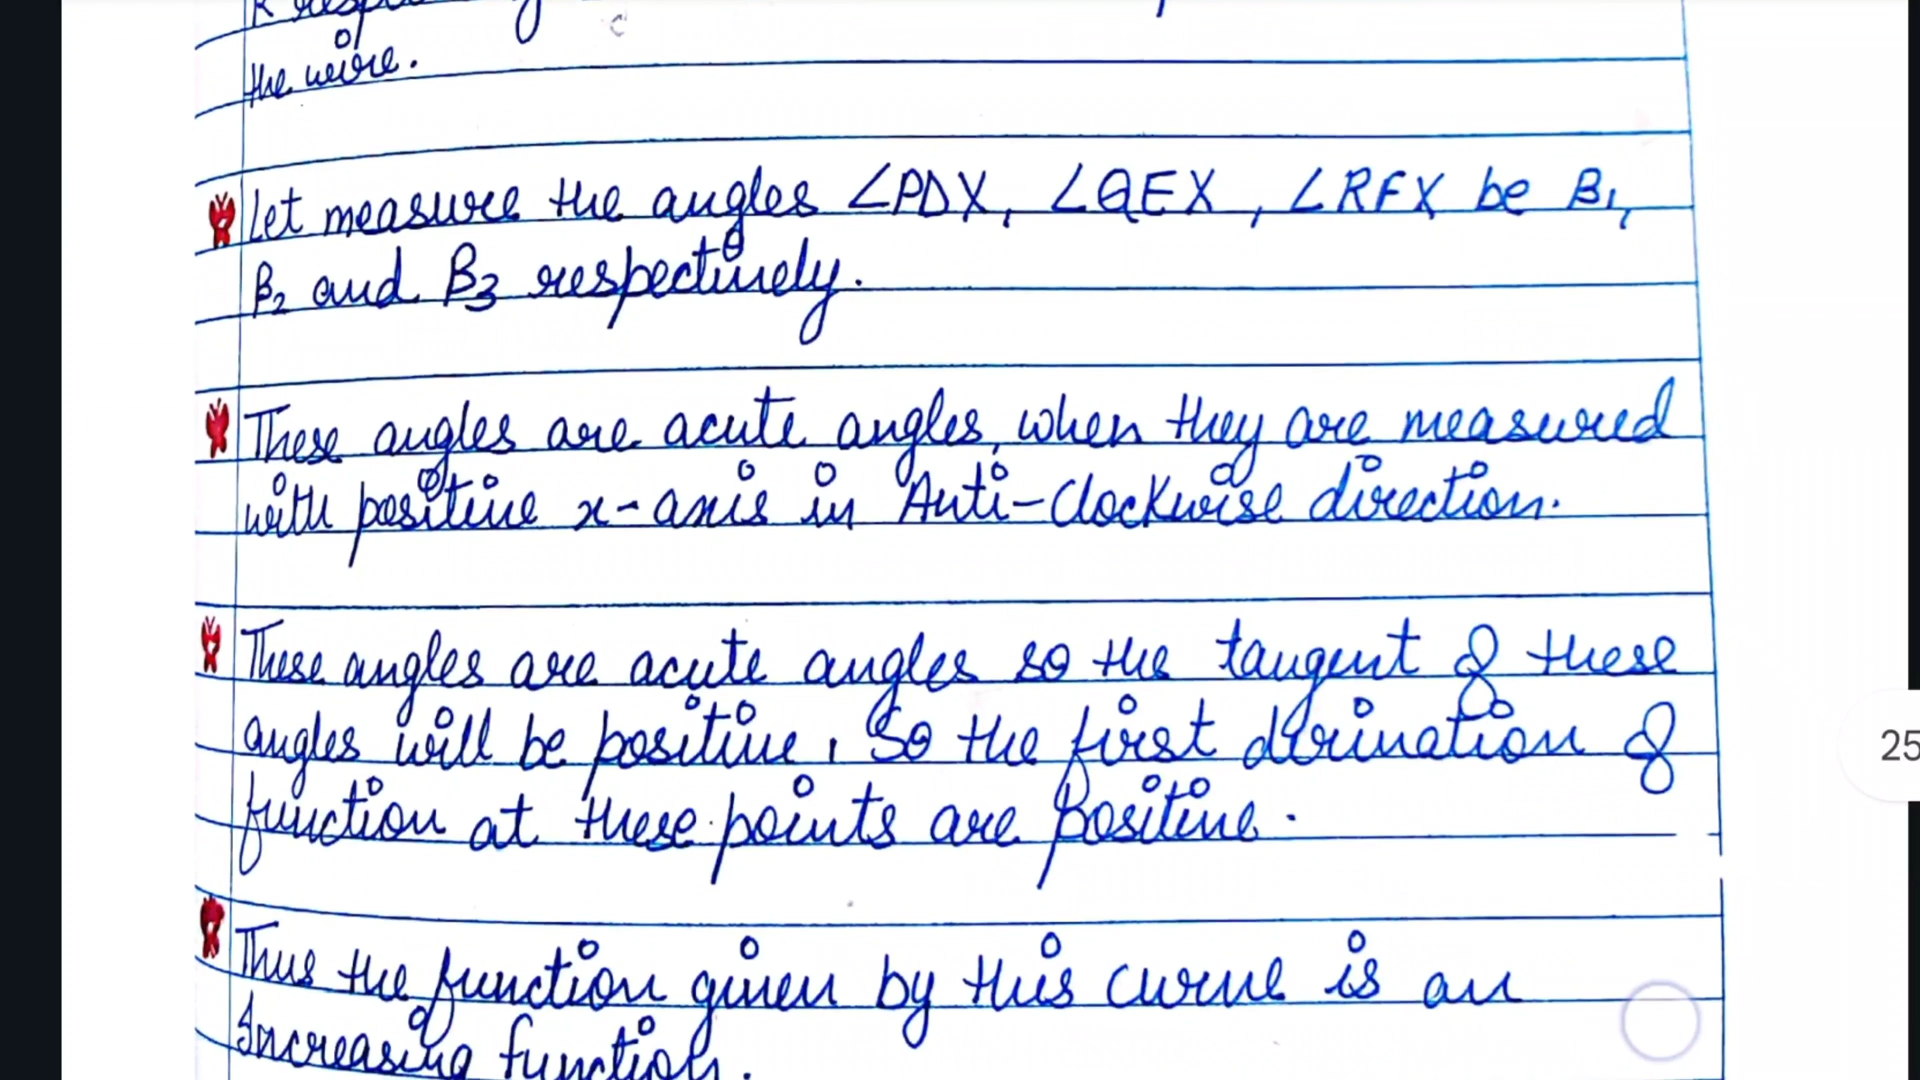 the wire.
Let measure the angles ∠PDX, ∠QEX, ∠RFX be β1,
β2 and β3 respectively.
These angles are acute angles, when they are measured
with positive x-axis in Anti-Clockwise direction.
These angles are acute angles so the tangent of these
angles will be positive, So the first derivation of
function at these points are positive.
Thus the function given by this curve is an
Increasing function.
25